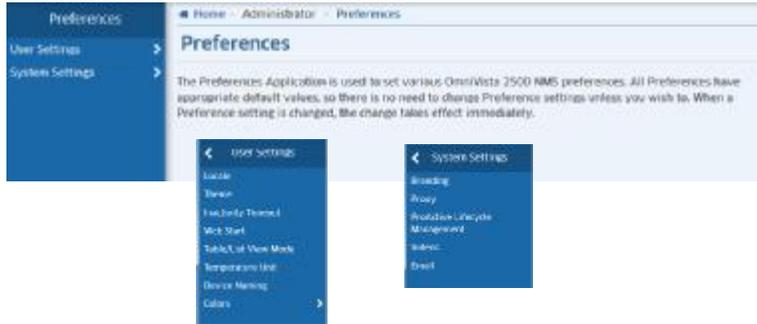 Preferences
User Settings
System Settings
Home Administrator Preferences
Preferences
The Preferences Application is used to set various OmniVista 2500 NMS preferences. All Preferences have
appropriate default values, so there is no need to change Preference settings unless you wish to. When a
Preference setting is changed, the change takes effect immediately.
User Settings
Locale
Theme
Inactivity Timeout
Web Start
Table/List View Mode
Temperature Unit
Device Naming
Colors
System Settings
Branding
Proxy
Proactive Lifecycle
Management
Email